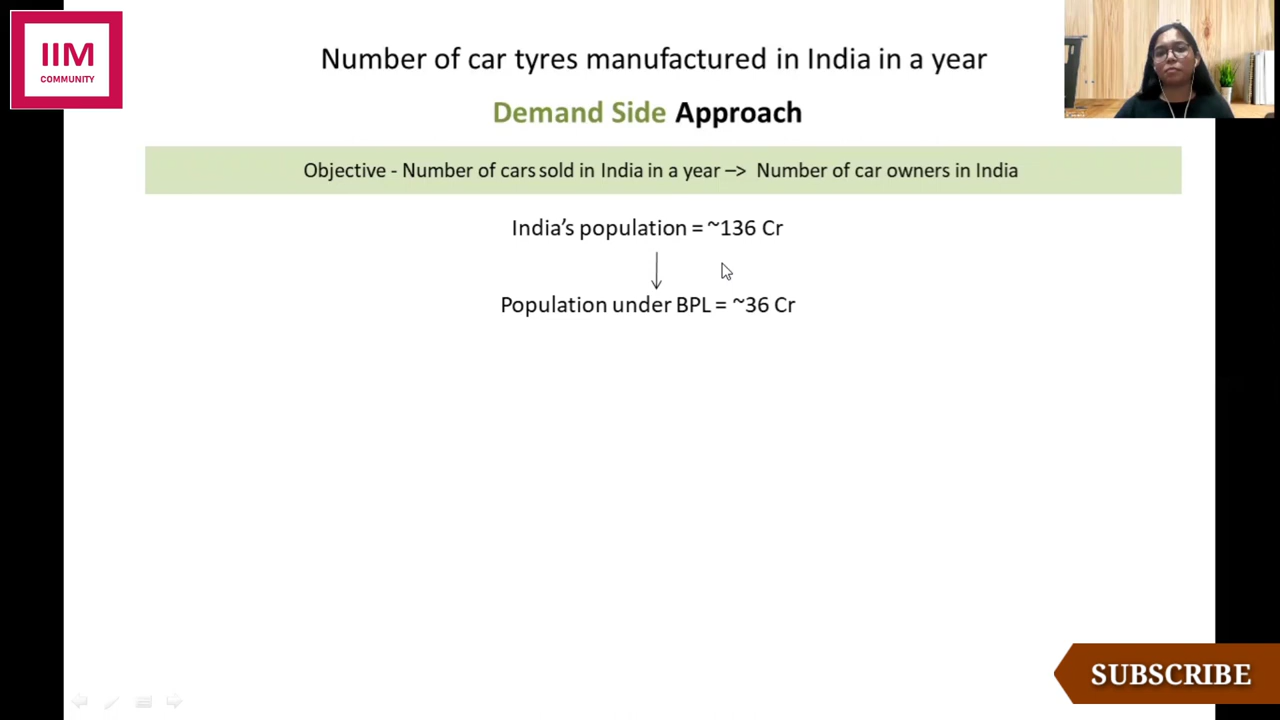 IIM
COMMUNITY
Number of car tyres manufactured in India in a year
Demand Side Approach
Objective - Number of cars sold in India in a year –> Number of car owners in India
India’s population = ~136 Cr
Population under BPL = ~36 Cr
SUBSCRIBE